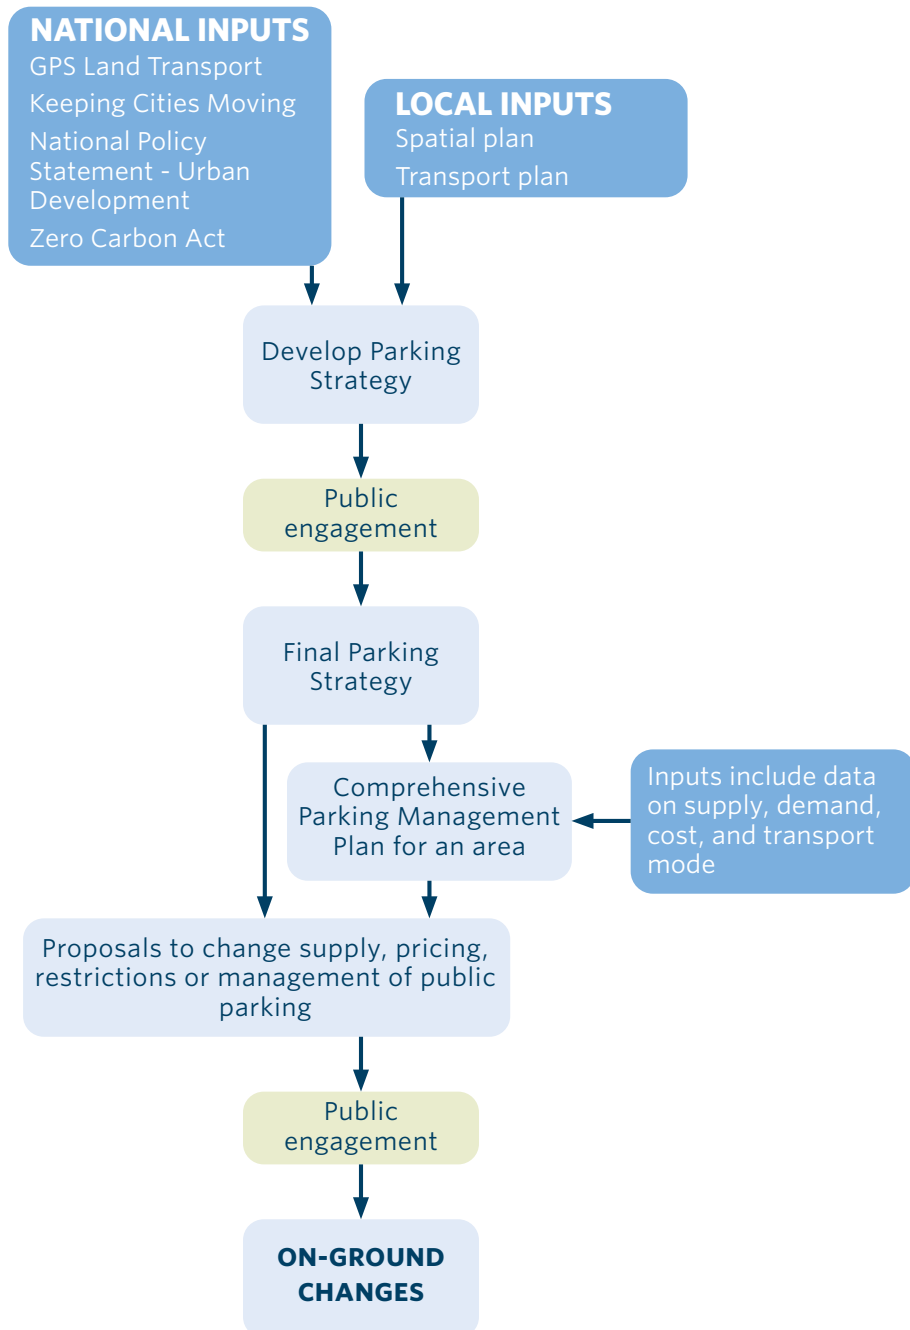 NATIONAL INPUTS
GPS Land Transport
Keeping Cities Moving
National Policy
Statement - Urban
Development
Zero Carbon Act
LOCAL INPUTS
Spatial plan
Transport plan
Develop Parking
Strategy
Public
engagement
Final Parking
Strategy
Comprehensive
Parking Management
Plan for an area
Inputs include data
on supply, demand,
cost, and transport
mode
Proposals to change supply, pricing,
restrictions or management of public
parking
Public
engagement
ON-GROUND
CHANGES